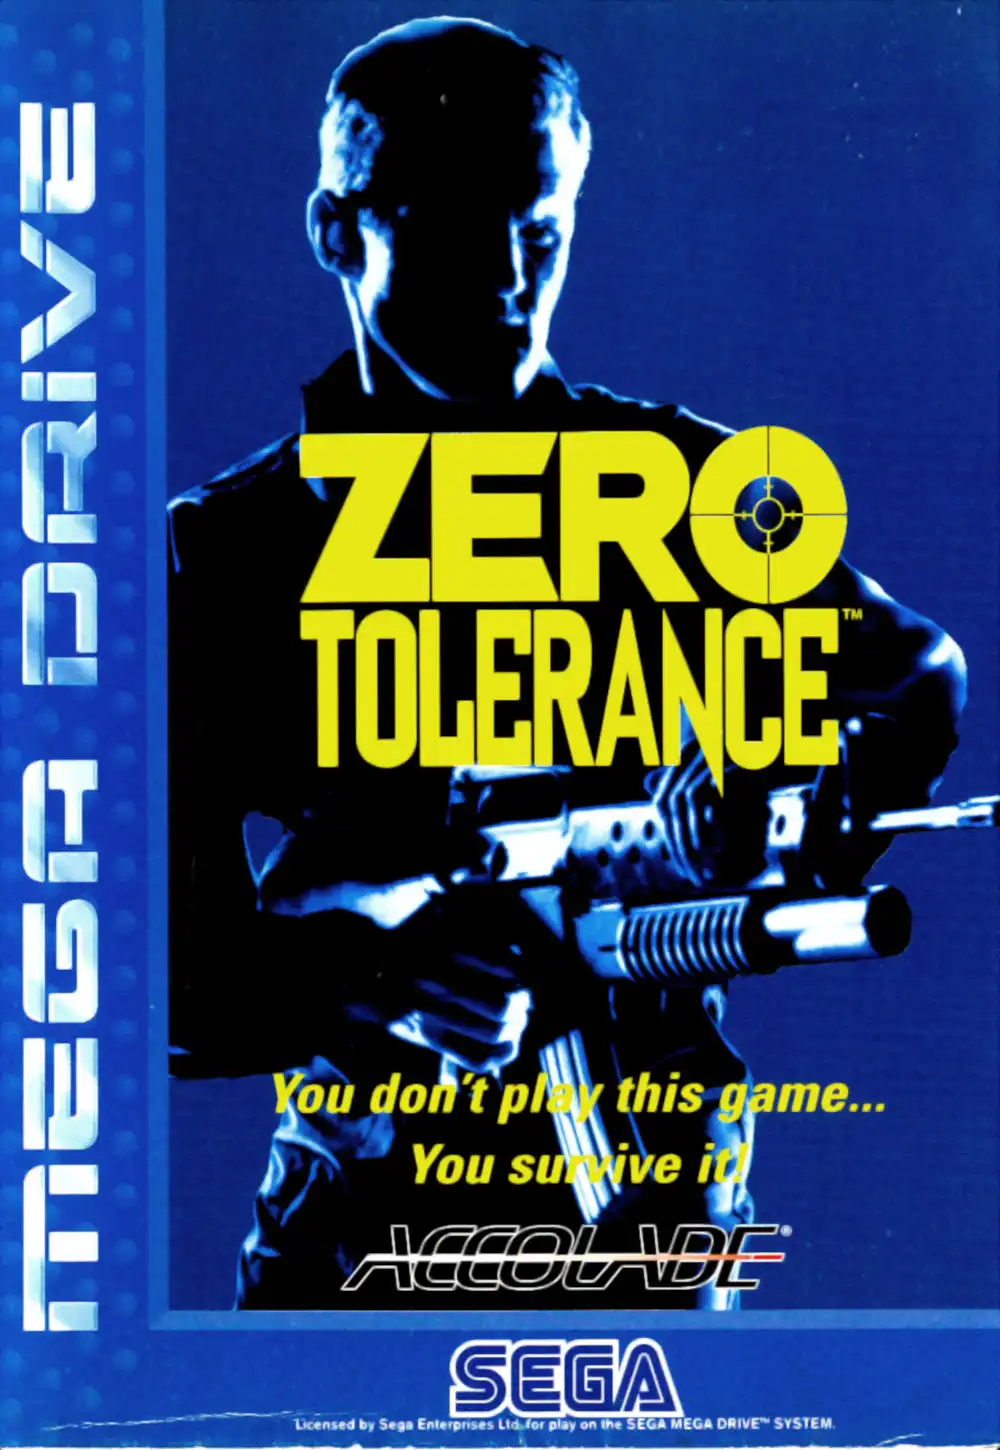 MEGA DRIVE
ZERO
TOLERANCE™
You don't play this game...
You survive it!
ACCOLADE®
SEGA
Licensed by Sega Enterprises Ltd. for play on the SEGA MEGA DRIVE™ SYSTEM.